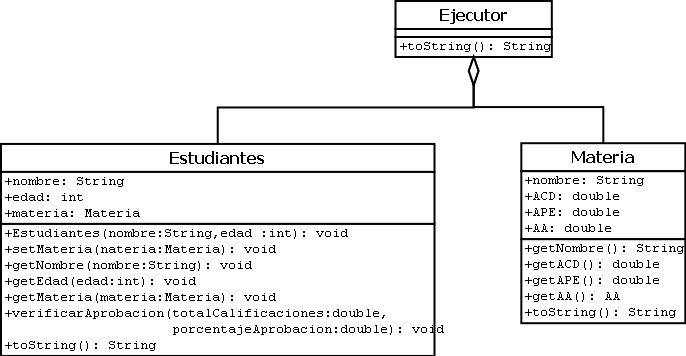 Ejecutor
+toString(): String
Estudiantes
+nombre: String
+edad: int
+materia: Materia
+Estudiantes(nombre:String,edad :int): void
+setMateria(nateria:Materia): void
+getNombre(nombre:String): void
+getEdad(edad:int): void
+getMateria(materia:Materia): void
+verificarAprobacion(totalCalificaciones:double,
porcentajeAprobacion:double): void
+toString(): String
Materia
+nombre: String
+ACD: double
+APE: double
+AA: double
+getNombre(): String
+getACD(): double
+getAPE(): double
+getAA(): AA
+toString(): String